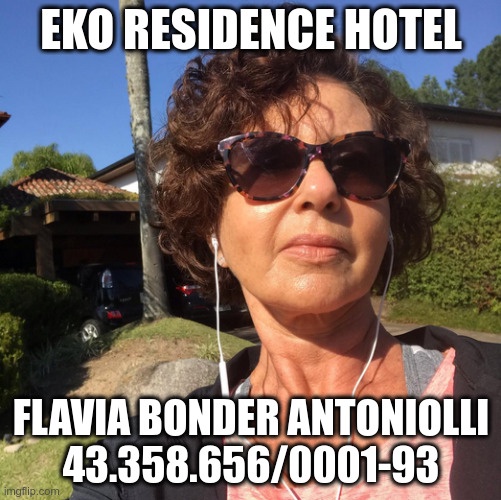 EKO RESIDENCE HOTEL
FLAVIA BONDER ANTONIOLLI
43.358.656/0001-93
imgflip.com